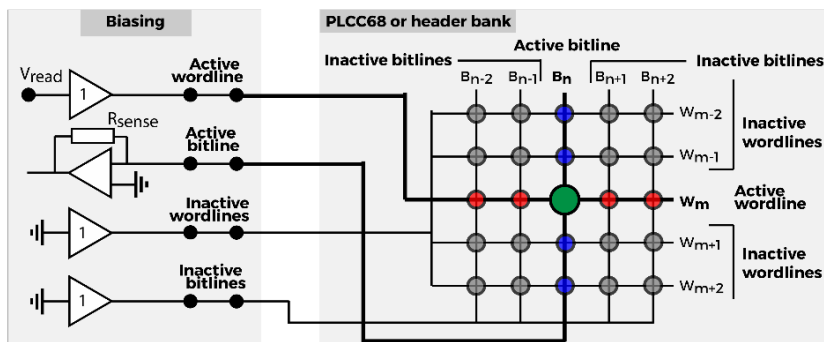 Biasing
PLCC68 or header bank
Active bitline
Inactive bitlines
Inactive bitlines
Bn-2 Bn-1 Bn Bn+1 Bn+2
Vread
1
Active
wordline
Rsense
Active
bitline
Inactive
wordlines
1
Inactive
bitlines
1
Wm-2
Wm-1
Inactive
wordlines
Wm
Active
wordline
Wm+1
Wm+2
Inactive
wordlines